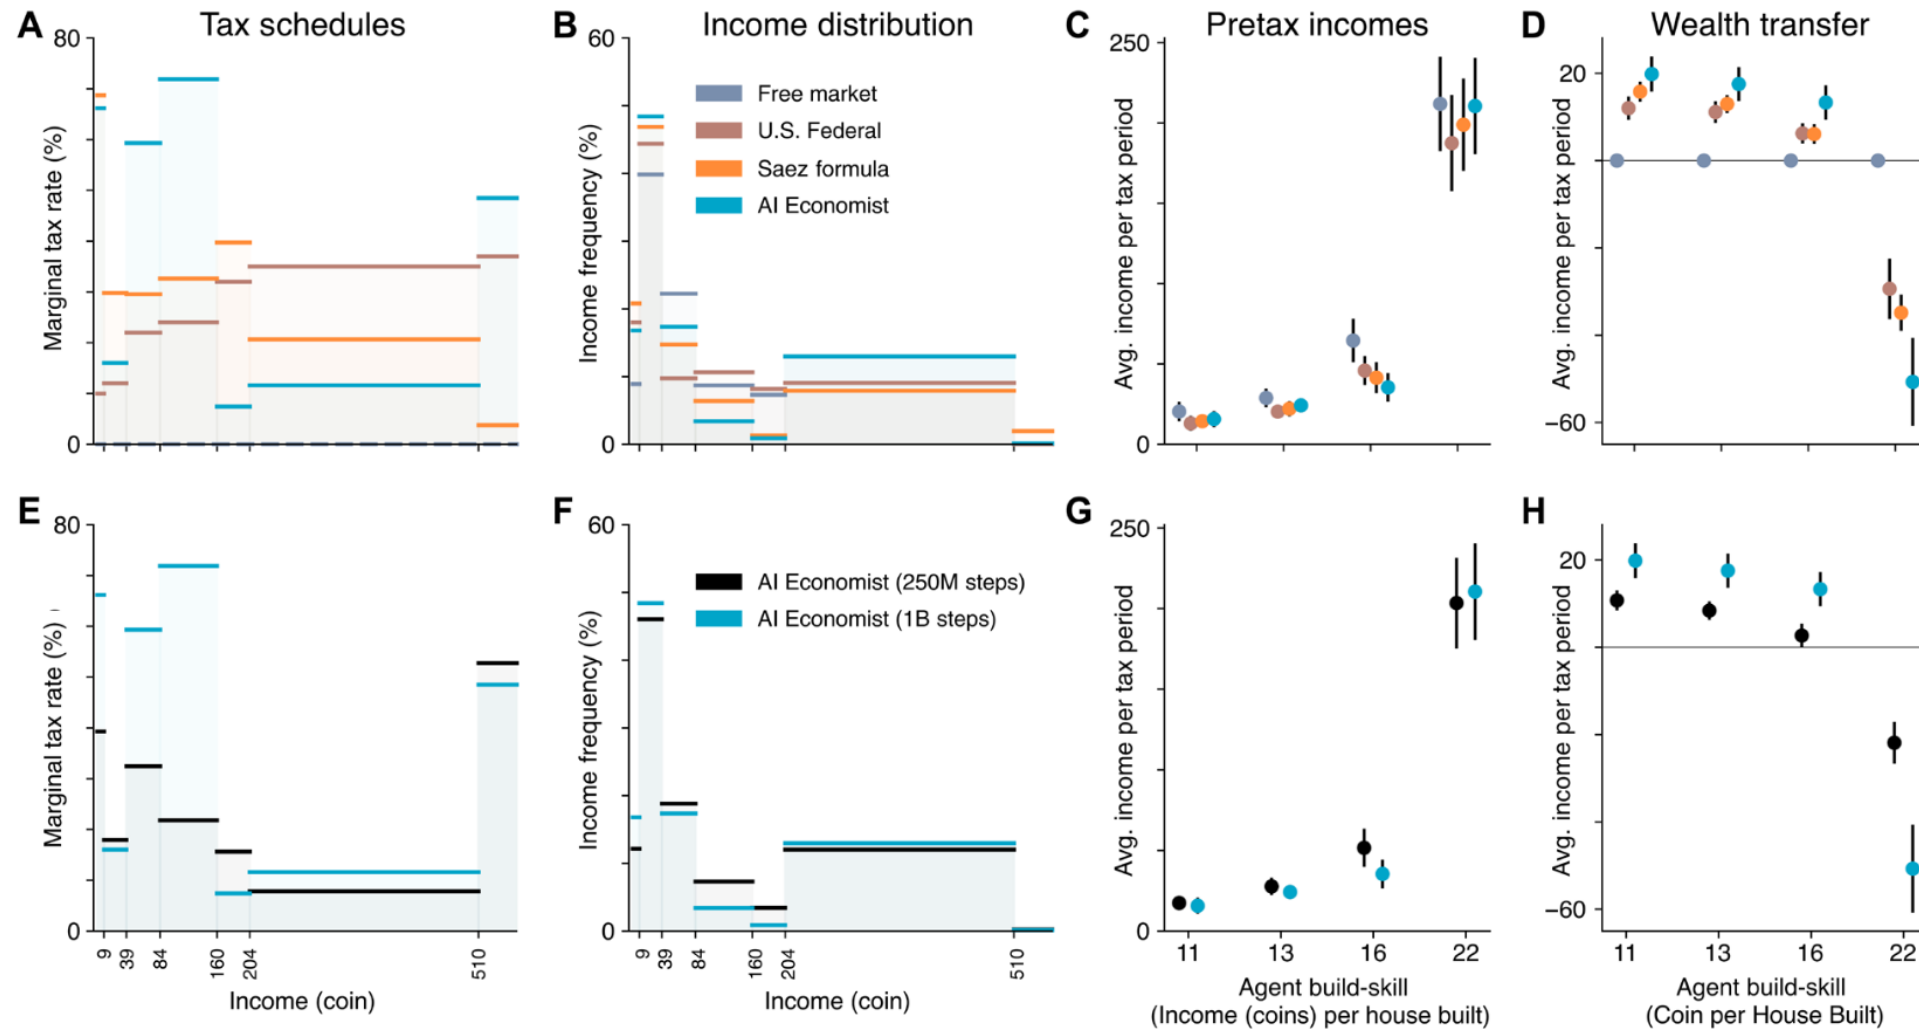 A Tax schedules
80
Marginal tax rate (%)
0
B Income distribution
60
Income frequency (%)
0
Free market
U.S. Federal
Saez formula
AI Economist
C Pretax incomes
250
Avg. income per tax period
0
D Wealth transfer
20
Avg. income per tax period
−60
E
80
Marginal tax rate (%)
0
9 39 84 160 204 510
Income (coin)
F
60
Income frequency (%)
0
AI Economist (250M steps)
AI Economist (1B steps)
9 39 84 160 204 510
Income (coin)
G
250
Avg. income per tax period
0
11 13 16 22
Agent build-skill
(Income (coins) per house built)
H
20
Avg. income per tax period
−60
11 13 16 22
Agent build-skill
(Coin per House Built)